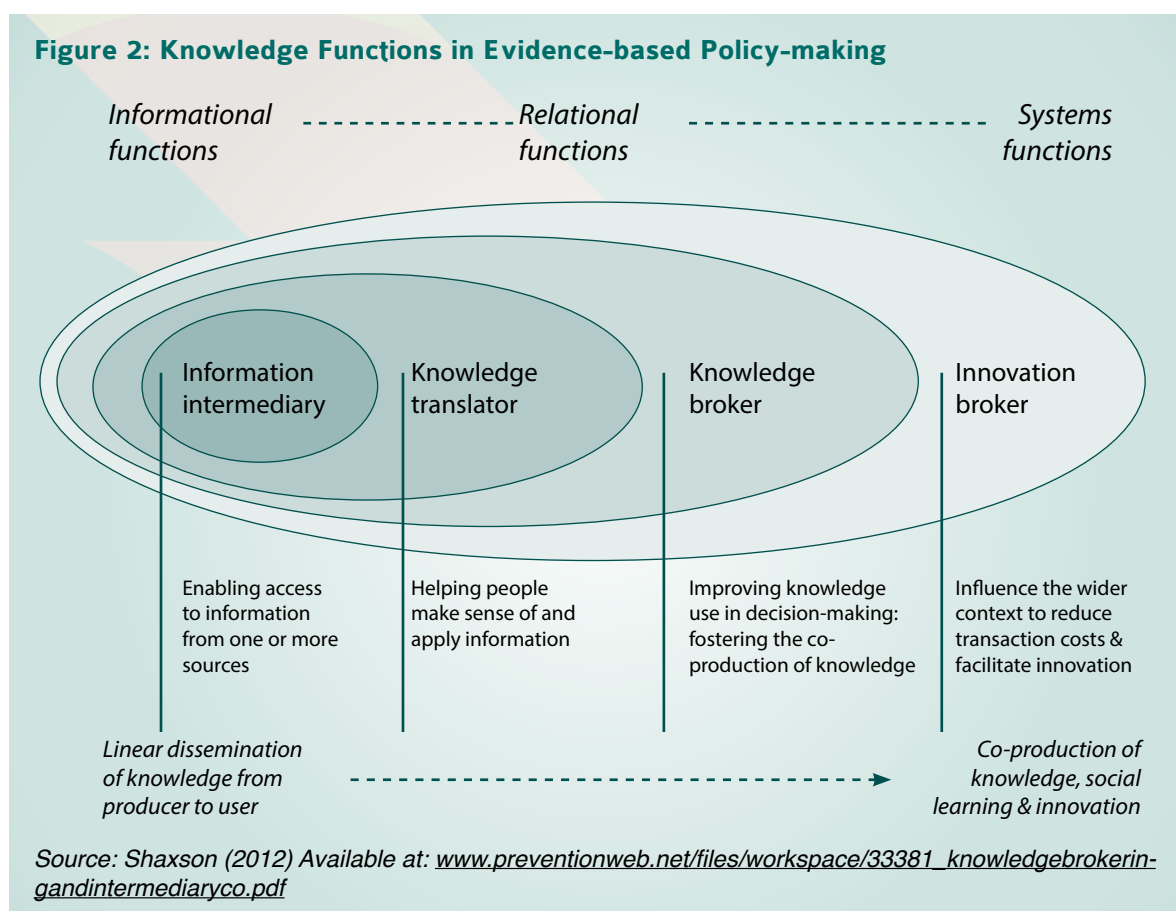 Figure 2: Knowledge Functions in Evidence-based Policy-making
Informational
functions
Relational
functions
Systems
functions
Information
intermediary
Knowledge
translator
Knowledge
broker
Innovation
broker
Enabling access
to information
from one or more
sources
Helping people
make sense of and
apply information
Improving knowledge
use in decision-making:
fostering the co-
production of knowledge
Influence the wider
context to reduce
transaction costs &
facilitate innovation
Linear dissemination
of knowledge from
producer to user
Co-production of
knowledge, social
learning & innovation
Source: Shaxson (2012) Available at: www.preventionweb.net/files/workspace/33381_knowledgebrokerin-
gandintermediaryco.pdf